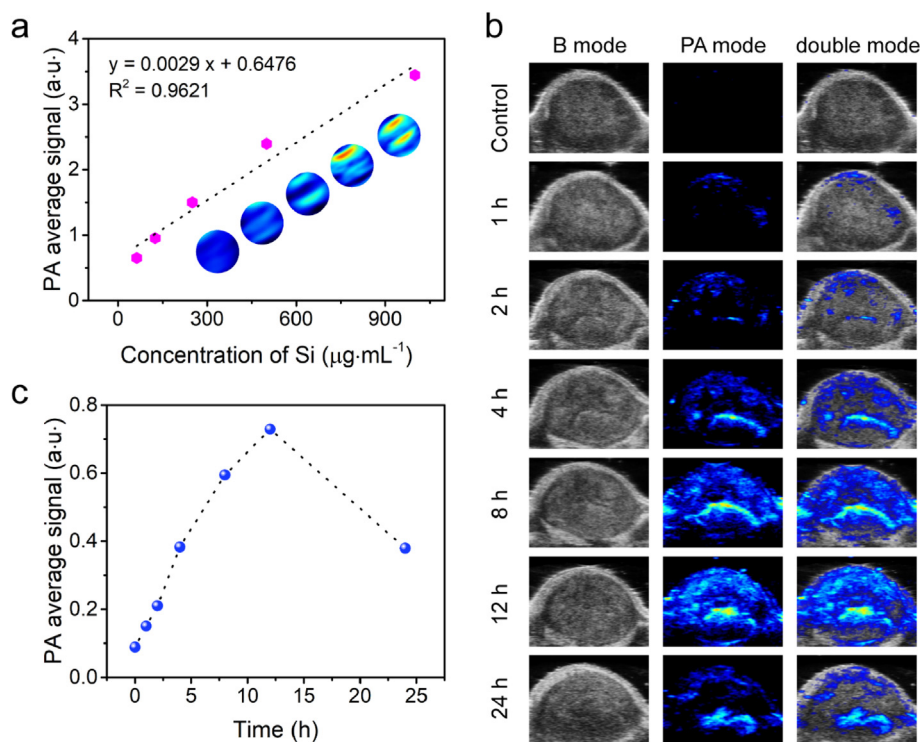 a
4
3
2
1
0
y = 0.0029 x + 0.6476
R² = 0.9621
PA average signal (a·u·)
0 300 600 900
Concentration of Si (μg·mL⁻¹)
b
B mode PA mode double mode
Control
1 h
2 h
4 h
8 h
12 h
24 h
c
0.8
0.6
0.4
0.2
0.0
PA average signal (a·u·)
0 5 10 15 20 25
Time (h)